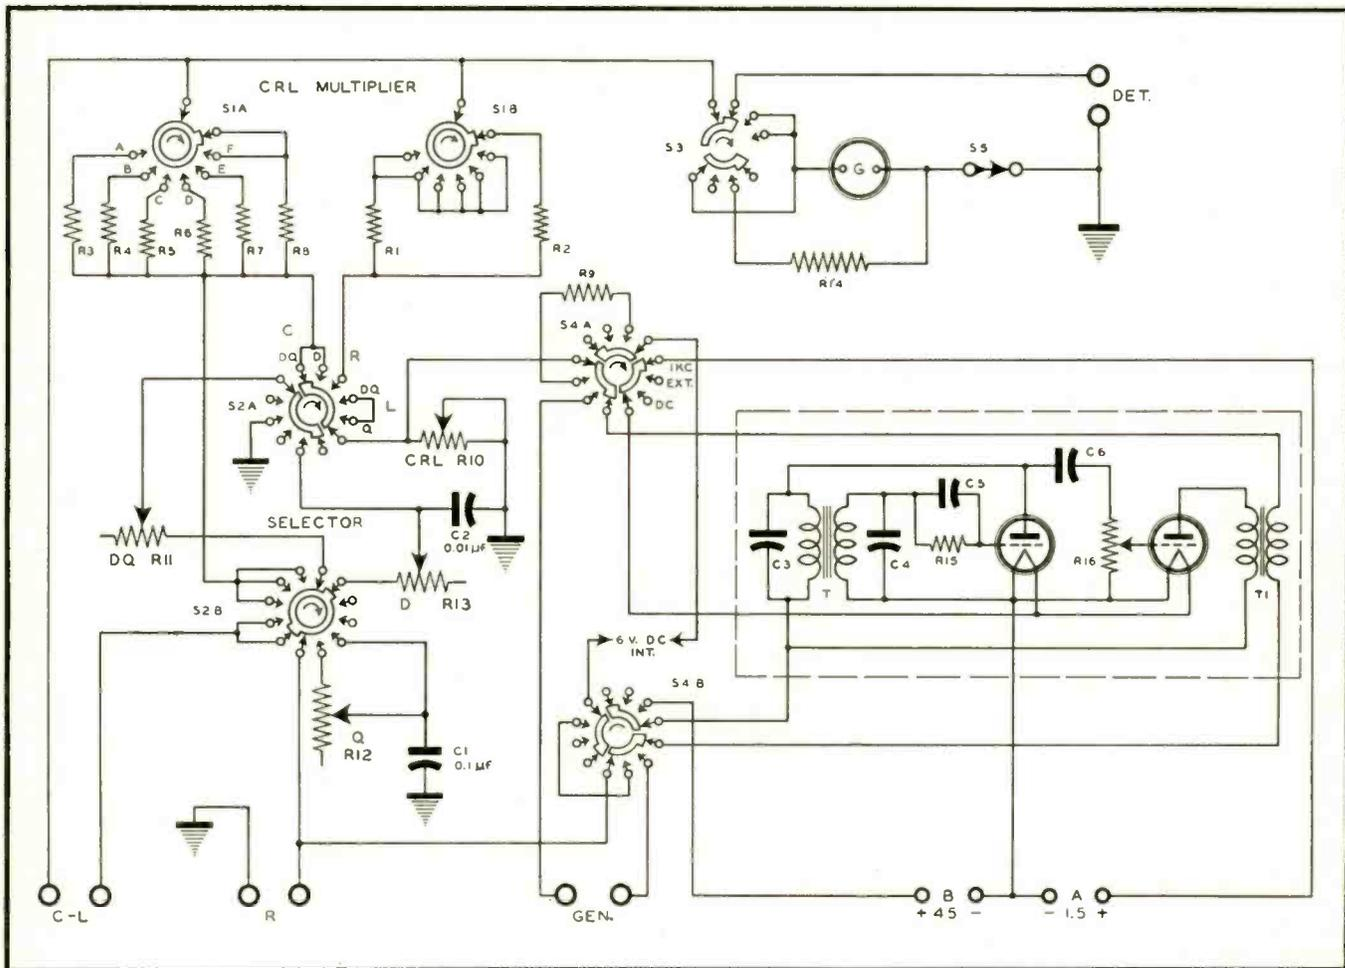 CRL MULTIPLIER
S1A
S1B
S3
DET.
A
B
C
D
E
F
G
S5
R3
R4
R5
R6
R7
R8
R1
R2
R14
R9
C
DQ
D
R
S4A
1KC
EXT.
DC
DQ
L
Q
S2A
CRL R10
SELECTOR
C2
0.01µF
DQ R11
D
R13
S2B
Q
R12
C1
0.1µF
6 V. DC
INT.
S4B
C3
T
C4
C5
R15
C6
R16
T1
C-L
R
GEN.
B
+ 45 -
A
- 1.5 +